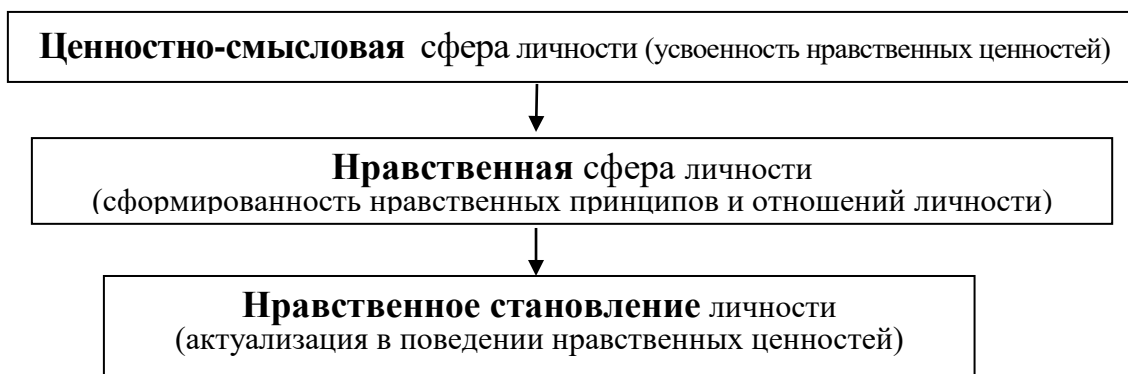 Ценностно-смысловая сфера личности (усвоенность нравственных ценностей)
Нравственная сфера личности
(сформированность нравственных принципов и отношений личности)
Нравственное становление личности
(актуализация в поведении нравственных ценностей)